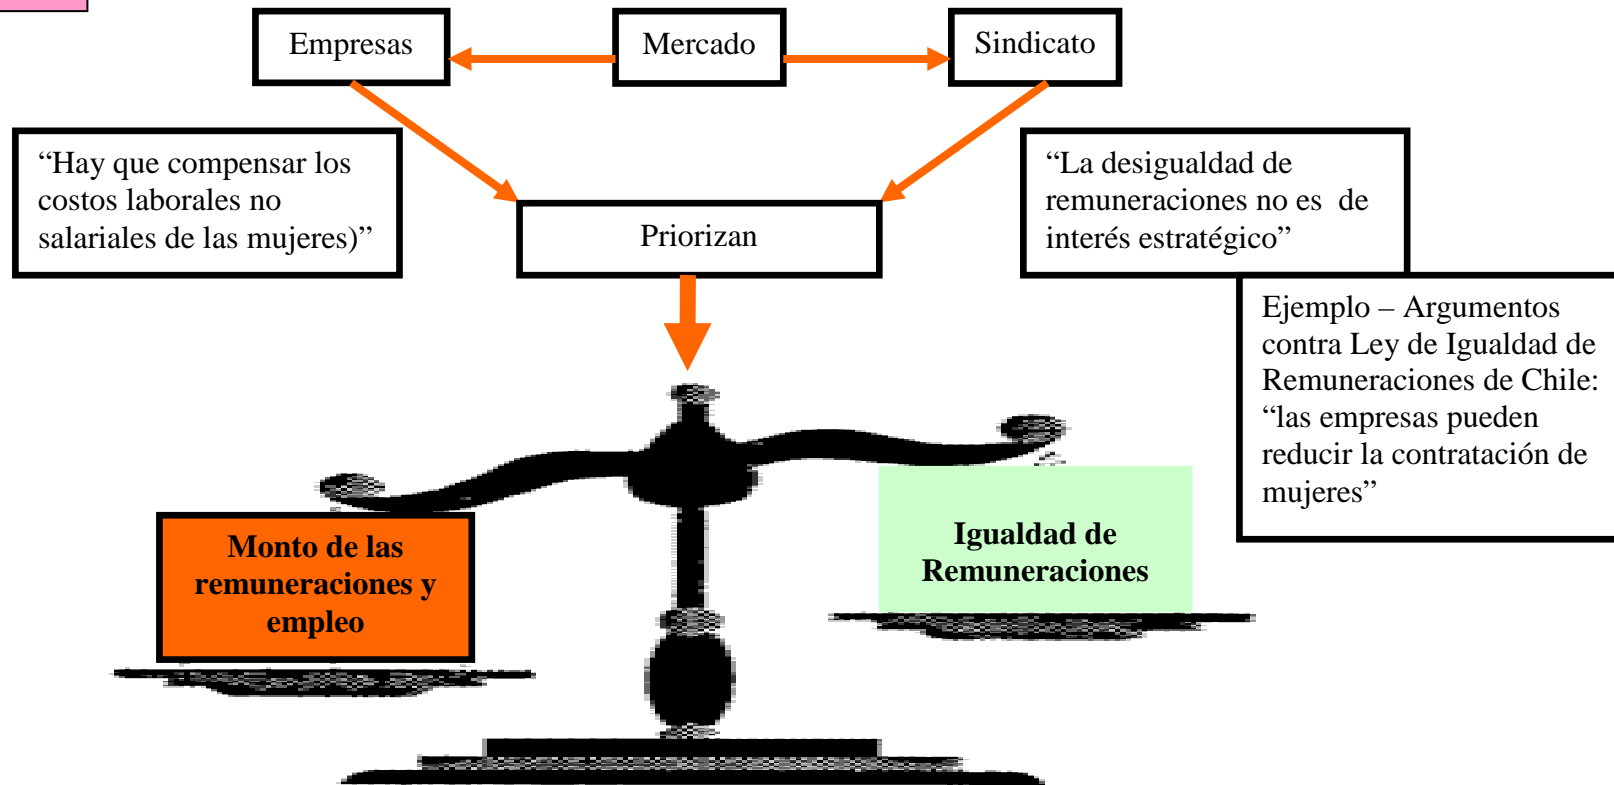 Empresas
Mercado
Sindicato
“Hay que compensar los
costos laborales no
salariales de las mujeres)”
“La desigualdad de
remuneraciones no es  de
interés estratégico”
Priorizan
Ejemplo – Argumentos
contra Ley de Igualdad de
Remuneraciones de Chile:
“las empresas pueden
reducir la contratación de
mujeres”
Monto de las
remuneraciones y
empleo
Igualdad de
Remuneraciones